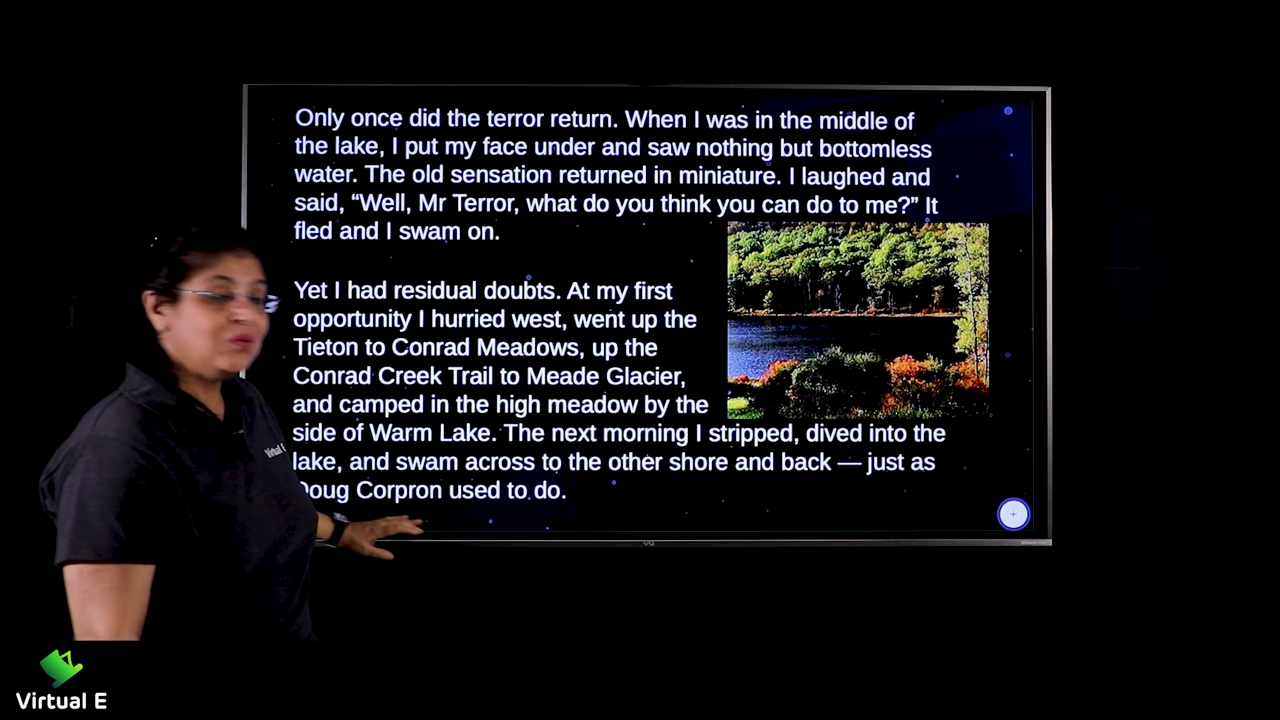 Only once did the terror return. When I was in the middle of
the lake, I put my face under and saw nothing but bottomless
water. The old sensation returned in miniature. I laughed and
said, “Well, Mr Terror, what do you think you can do to me?” It
fled and I swam on.
Yet I had residual doubts. At my first
opportunity I hurried west, went up the
Tieton to Conrad Meadows, up the
Conrad Creek Trail to Meade Glacier,
and camped in the high meadow by the
side of Warm Lake. The next morning I stripped, dived into the
lake, and swam across to the other shore and back — just as
Doug Corpron used to do.
Virtual E
Virtual E